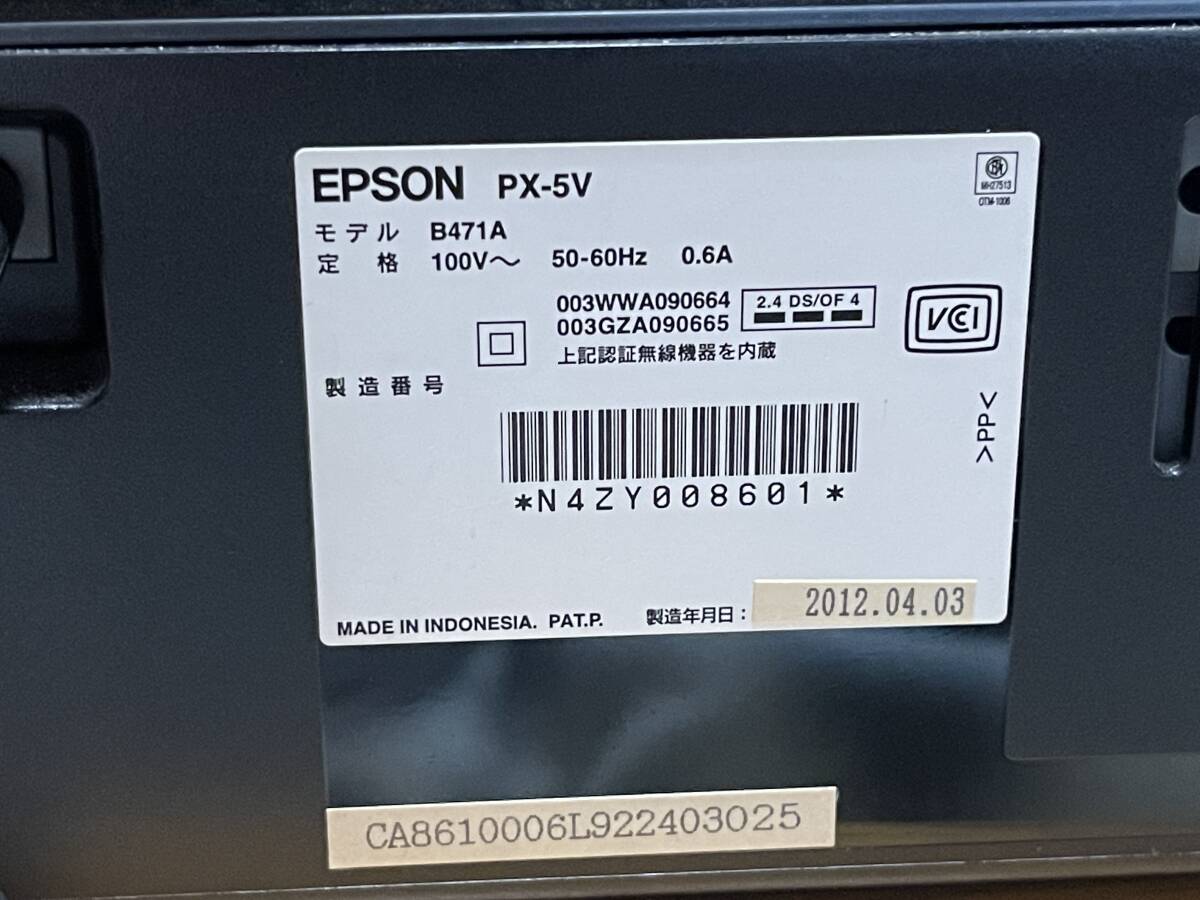 EPSON PX-5V
MH27513
OTM-1006
モデル B471A
定格 100V～ 50-60Hz 0.6A
003WWA090664
003GZA090665
2.4 DS/OF 4
上記認証無線機器を内蔵
VCI
製造番号
>PP<
*N4ZY008601*
MADE IN INDONESIA. PAT.P.
製造年月日：2012.04.03
CA8610006L922403025